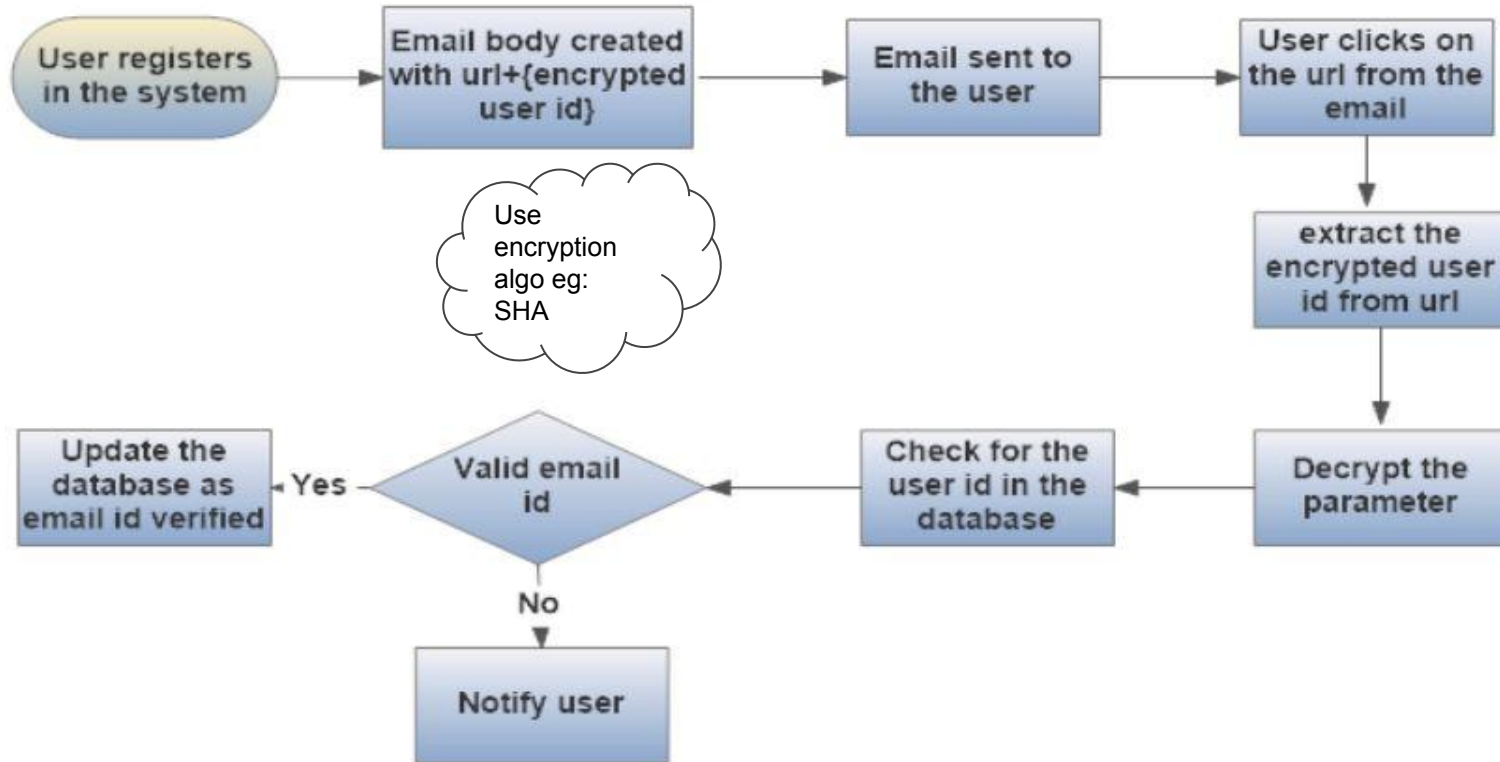 User registers
in the system
Email body created
with url+{encrypted
user id}
Email sent to
the user
User clicks on
the url from the
email
Use
encryption
algo eg:
SHA
extract the
encrypted user
id from url
Decrypt the
parameter
Check for the
user id in the
database
Valid email
id
Yes
Update the
database as
email id verified
No
Notify user